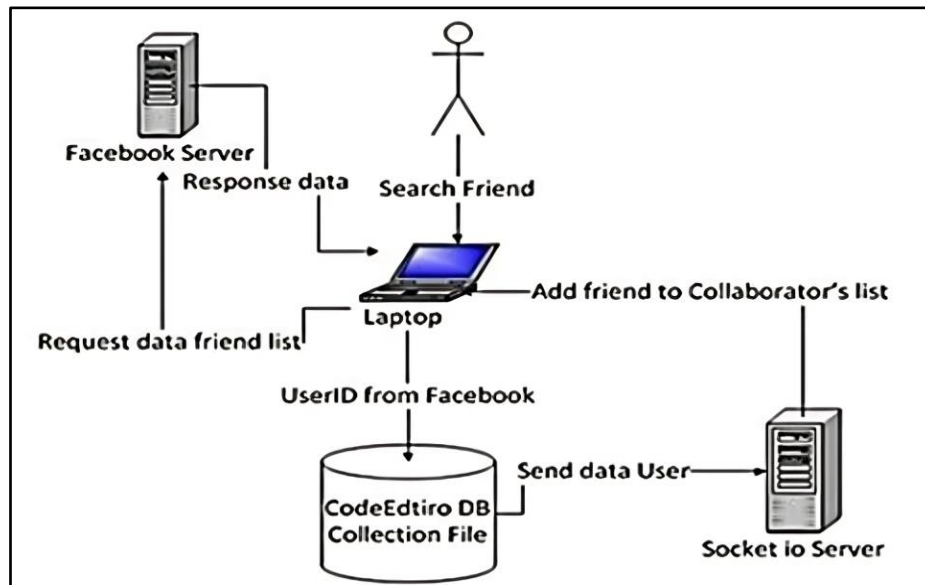 Facebook Server
Response data
Search Friend
Add friend to Collaborator's list
Laptop
Request data friend list
UserID from Facebook
Send data User
CodeEdtiro DB
Collection File
Socket io Server